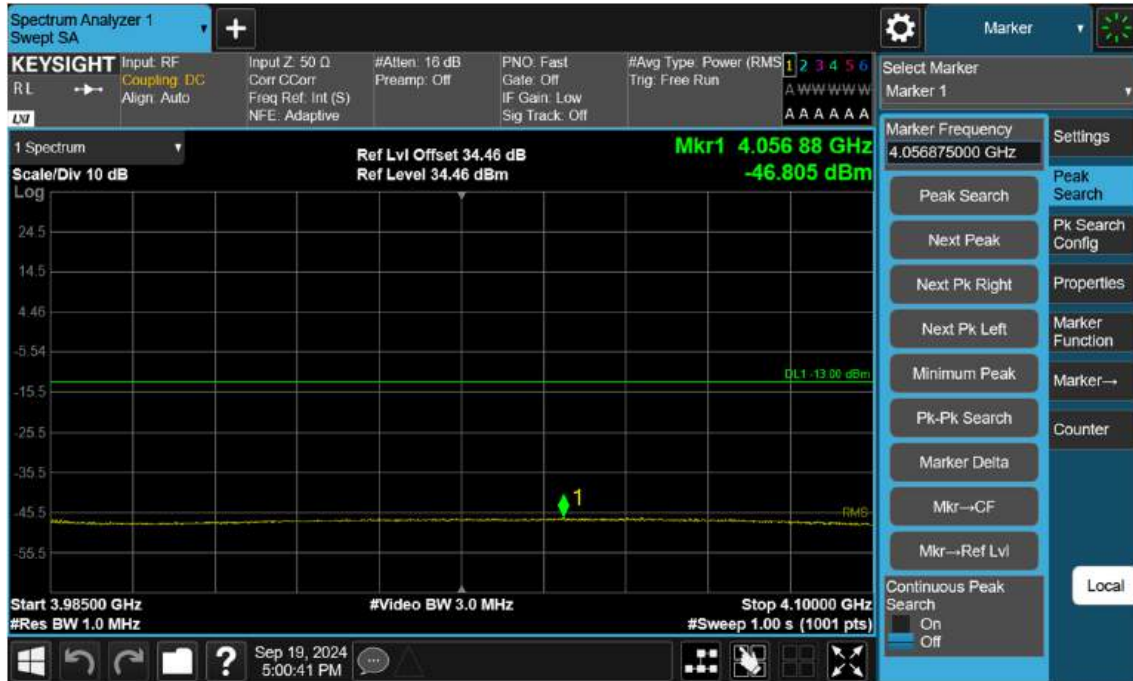 Spectrum Analyzer 1
Swept SA
Marker
KEYSIGHT
RL
LXI
Input: RF
Coupling: DC
Align: Auto
Input Z: 50 Ω
Corr CCorr
Freq Ref: Int (S)
NFE: Adaptive
#Atten: 16 dB
Preamp: Off
PNO: Fast
Gate: Off
IF Gain: Low
Sig Track: Off
#Avg Type: Power (RMS
Trig: Free Run
1 2 3 4 5 6
A W W W W W
A A A A A A
Select Marker
Marker 1
1 Spectrum
Scale/Div 10 dB
Log
Ref Lvl Offset 34.46 dB
Ref Level 34.46 dBm
Mkr1 4.056 88 GHz
-46.805 dBm
24.5
14.5
4.46
-5.54
-15.5
-25.5
-35.5
-45.5
-55.5
DL1 -13.00 dBm
1
RMS
Start 3.98500 GHz
#Res BW 1.0 MHz
#Video BW 3.0 MHz
Stop 4.10000 GHz
#Sweep 1.00 s (1001 pts)
Marker Frequency
4.056875000 GHz
Peak Search
Next Peak
Next Pk Right
Next Pk Left
Minimum Peak
Pk-Pk Search
Marker Delta
Mkr→CF
Mkr→Ref Lvl
Continuous Peak
Search
On
Off
Settings
Peak
Search
Pk Search
Config
Properties
Marker
Function
Marker→
Counter
Local
?
Sep 19, 2024
5:00:41 PM